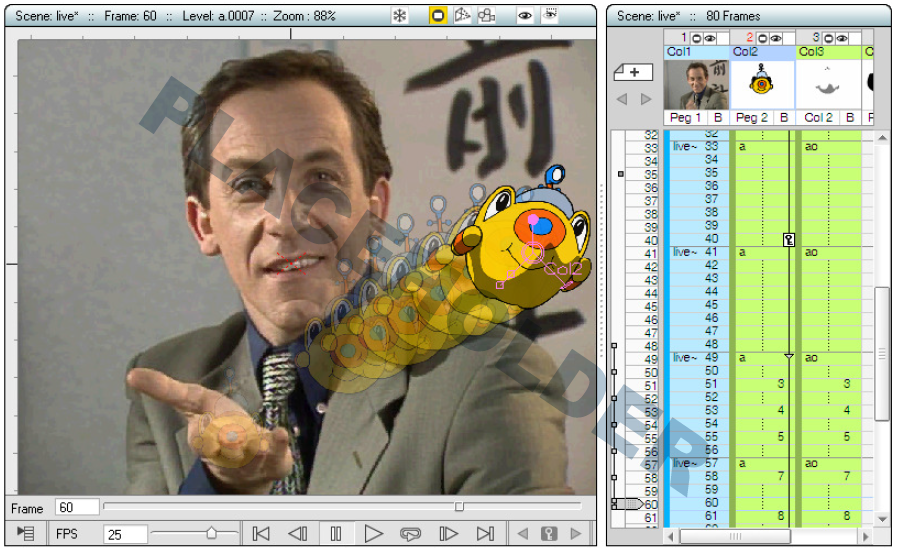 Scene: live* :: Frame: 60 :: Level: a.0007 :: Zoom : 88%
前
Col2
PLACEHOLDER
Frame 60
FPS 25
Scene: live* :: 80 Frames
1 2 3
Col1 Col2 Col3 C
Peg 1 B Peg 2 B Col 2 B
32 32
33 live~ 33 a ao
34 34
35 35
36 36
37 37
38 38
39 39
40 40
41 live~ 41 a ao
42 42
43 43
44 44
45 45
46 46
47 47
48 48
49 live~ 49 a ao
50 50
51 51 3 3
52 52
53 53 4 4
54 54
55 55 5 5
56 56
57 live~ 57 a ao
58 58 7 7
59 59
60 60
61 61 8 8